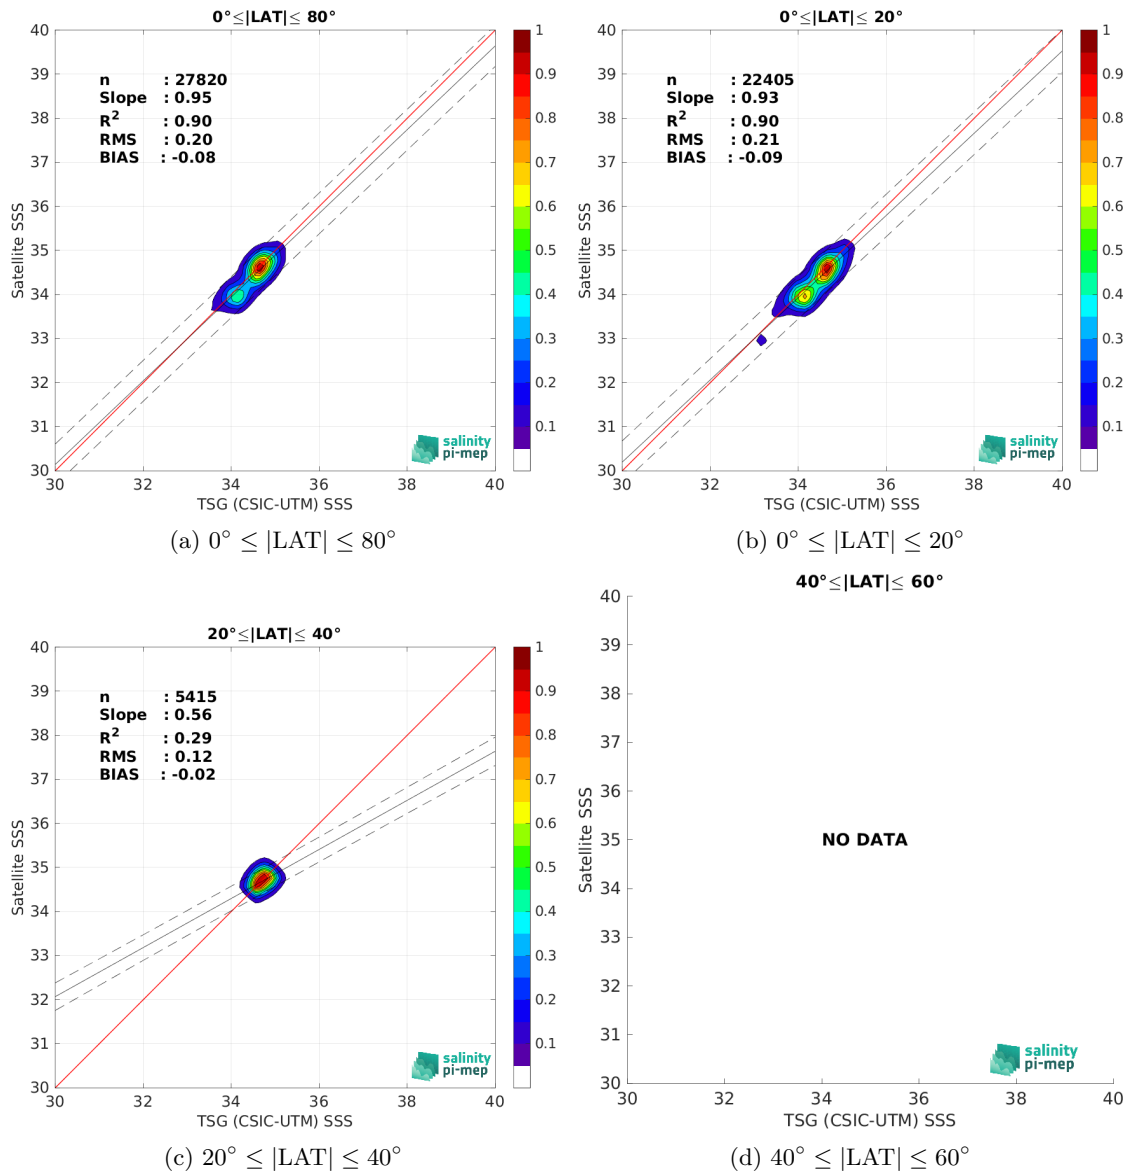 0°≤|LAT|≤ 80°
40
39
38
37
36
35
34
33
32
31
30
Satellite SSS
n : 27820
Slope : 0.95
R² : 0.90
RMS : 0.20
BIAS : -0.08
salinity
pi-mep
30 32 34 36 38 40
TSG (CSIC-UTM) SSS
1
0.9
0.8
0.7
0.6
0.5
0.4
0.3
0.2
0.1
(a) 0° ≤ |LAT| ≤ 80°
0°≤|LAT|≤ 20°
40
39
38
37
36
35
34
33
32
31
30
Satellite SSS
n : 22405
Slope : 0.93
R² : 0.90
RMS : 0.21
BIAS : -0.09
salinity
pi-mep
30 32 34 36 38 40
TSG (CSIC-UTM) SSS
1
0.9
0.8
0.7
0.6
0.5
0.4
0.3
0.2
0.1
(b) 0° ≤ |LAT| ≤ 20°
20°≤|LAT|≤ 40°
40
39
38
37
36
35
34
33
32
31
30
Satellite SSS
n : 5415
Slope : 0.56
R² : 0.29
RMS : 0.12
BIAS : -0.02
salinity
pi-mep
30 32 34 36 38 40
TSG (CSIC-UTM) SSS
1
0.9
0.8
0.7
0.6
0.5
0.4
0.3
0.2
0.1
(c) 20° ≤ |LAT| ≤ 40°
40°≤|LAT|≤ 60°
40
39
38
37
36
35
34
33
32
31
30
Satellite SSS
NO DATA
salinity
pi-mep
30 32 34 36 38 40
TSG (CSIC-UTM) SSS
(d) 40° ≤ |LAT| ≤ 60°